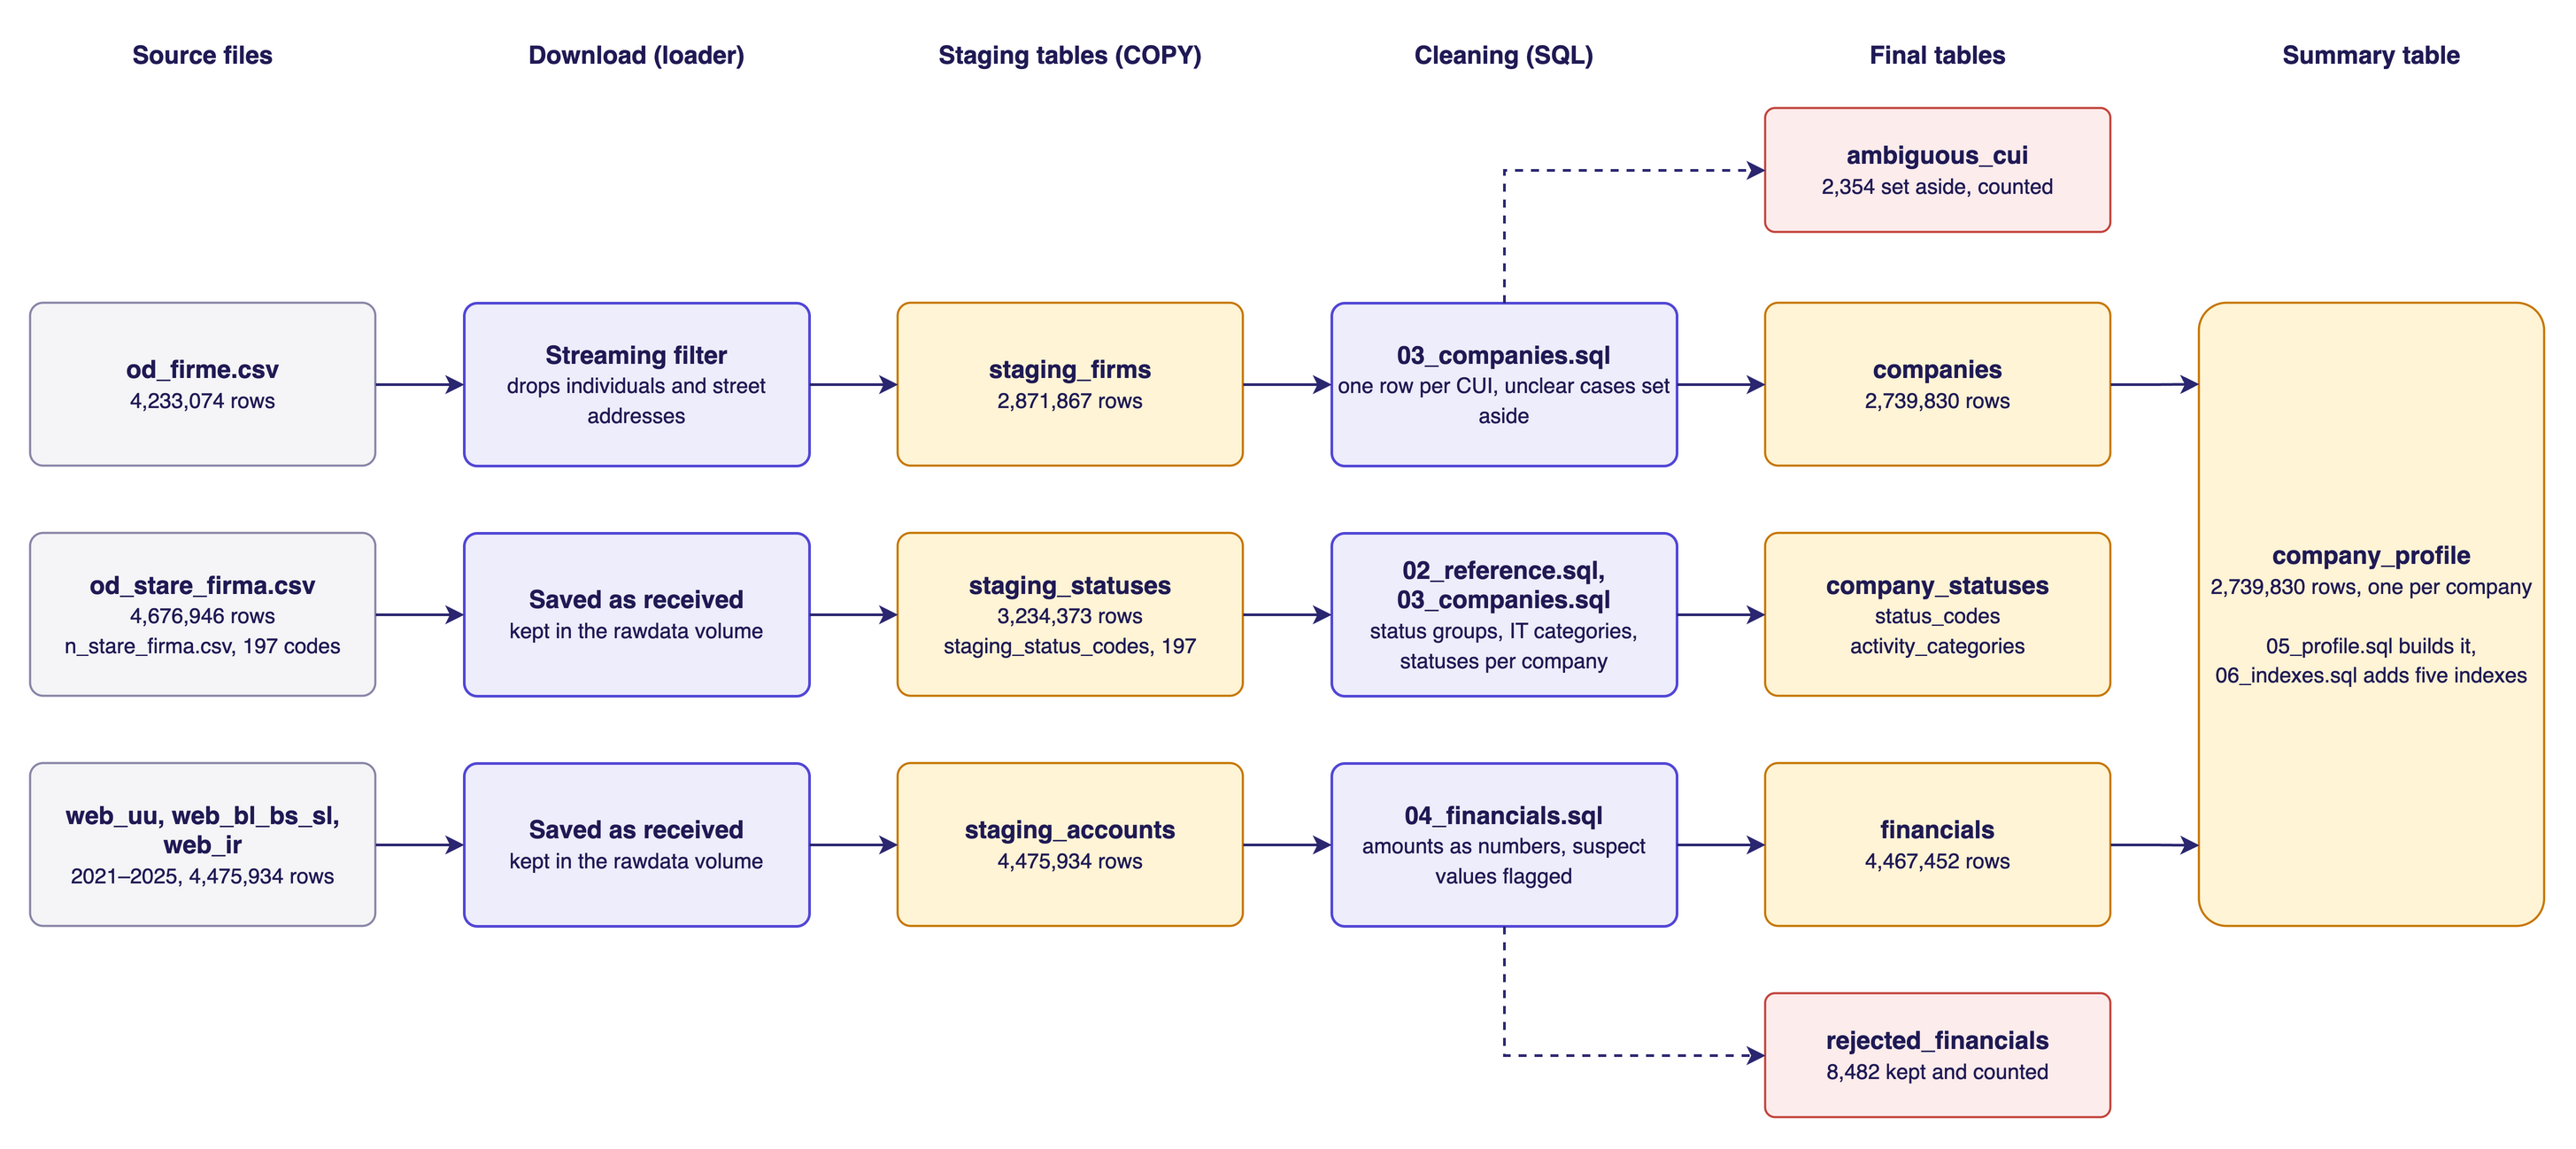 Source files
Download (loader)
Staging tables (COPY)
Cleaning (SQL)
Final tables
Summary table
ambiguous_cui
2,354 set aside, counted
od_firme.csv
4,233,074 rows
Streaming filter
drops individuals and street
addresses
staging_firms
2,871,867 rows
03_companies.sql
one row per CUI, unclear cases set
aside
companies
2,739,830 rows
od_stare_firma.csv
4,676,946 rows
n_stare_firma.csv, 197 codes
Saved as received
kept in the rawdata volume
staging_statuses
3,234,373 rows
staging_status_codes, 197
02_reference.sql,
03_companies.sql
status groups, IT categories,
statuses per company
company_statuses
status_codes
activity_categories
company_profile
2,739,830 rows, one per company
05_profile.sql builds it,
06_indexes.sql adds five indexes
web_uu, web_bl_bs_sl,
web_ir
2021–2025, 4,475,934 rows
Saved as received
kept in the rawdata volume
staging_accounts
4,475,934 rows
04_financials.sql
amounts as numbers, suspect
values flagged
financials
4,467,452 rows
rejected_financials
8,482 kept and counted